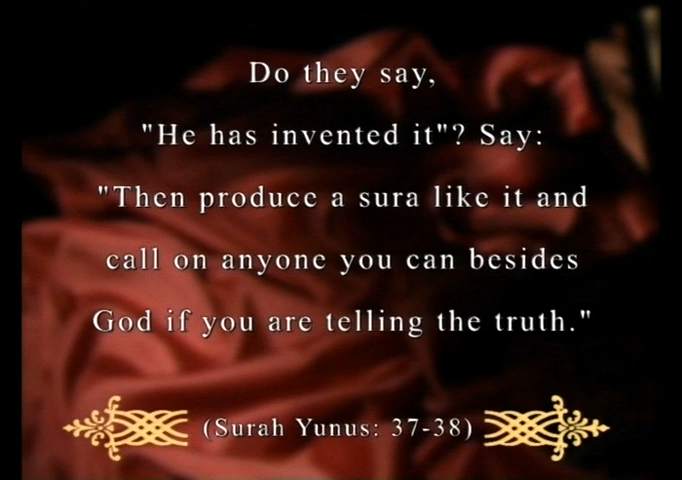 Do they say,
"He has invented it"? Say:
"Then produce a sura like it and
call on anyone you can besides
God if you are telling the truth."
(Surah Yunus: 37-38)